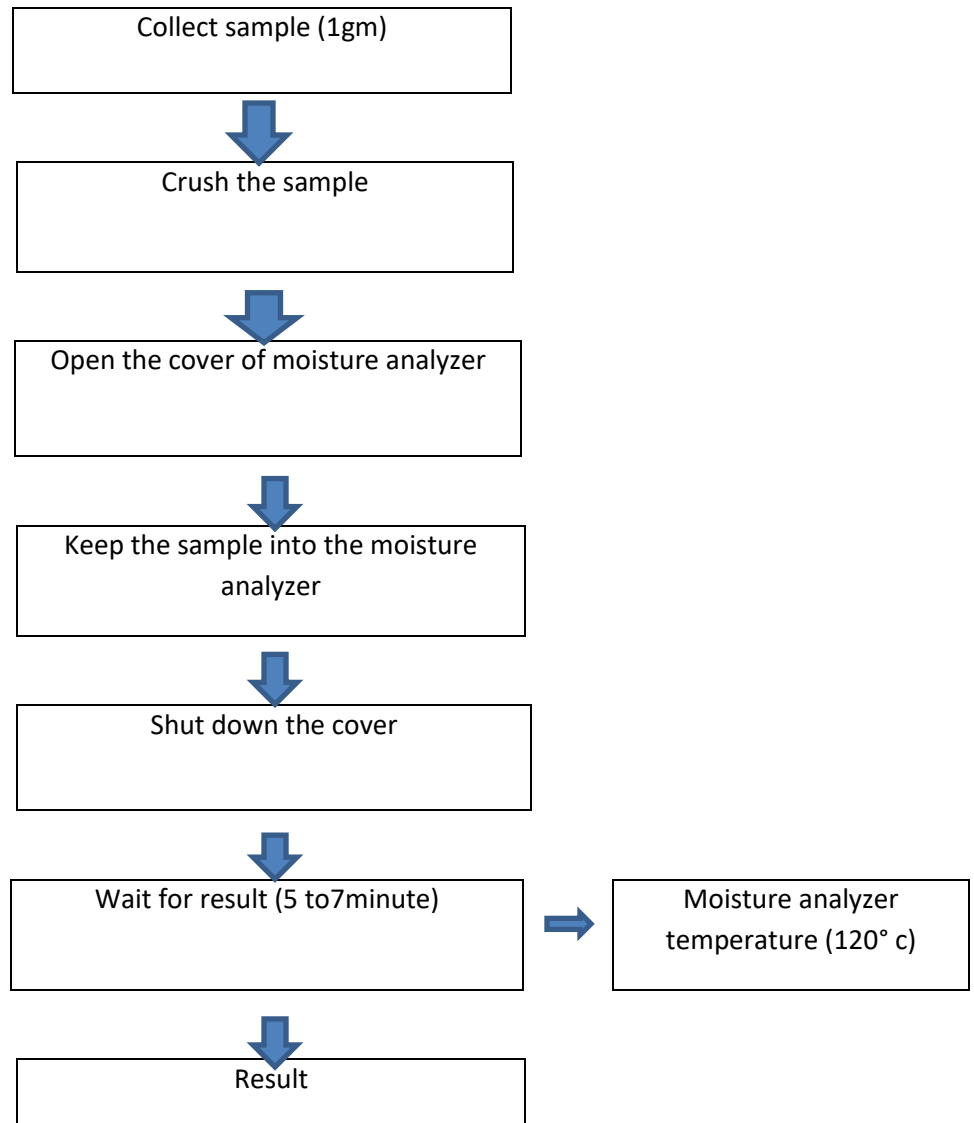 Collect sample (1gm)
Crush the sample
Open the cover of moisture analyzer
Keep the sample into the moisture
analyzer
Shut down the cover
Wait for result (5 to7minute)
Moisture analyzer
temperature (120° c)
Result